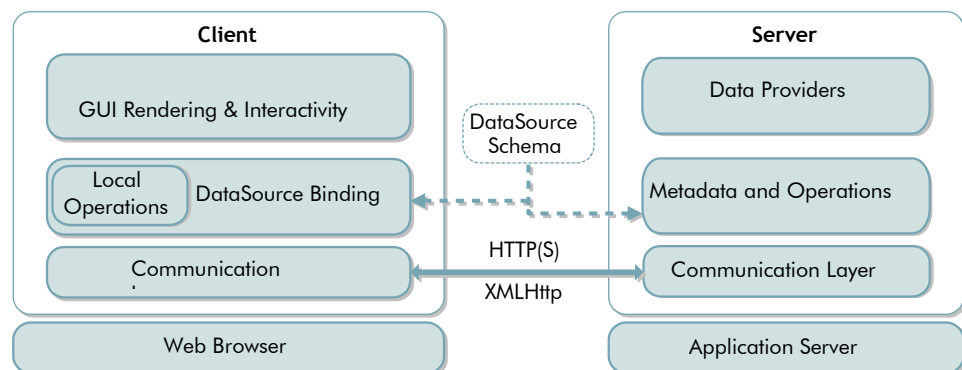 Client
GUI Rendering & Interactivity
Local
Operations
DataSource Binding
Communication
Web Browser
DataSource
Schema
HTTP(S)
XMLHttp
Server
Data Providers
Metadata and Operations
Communication Layer
Application Server